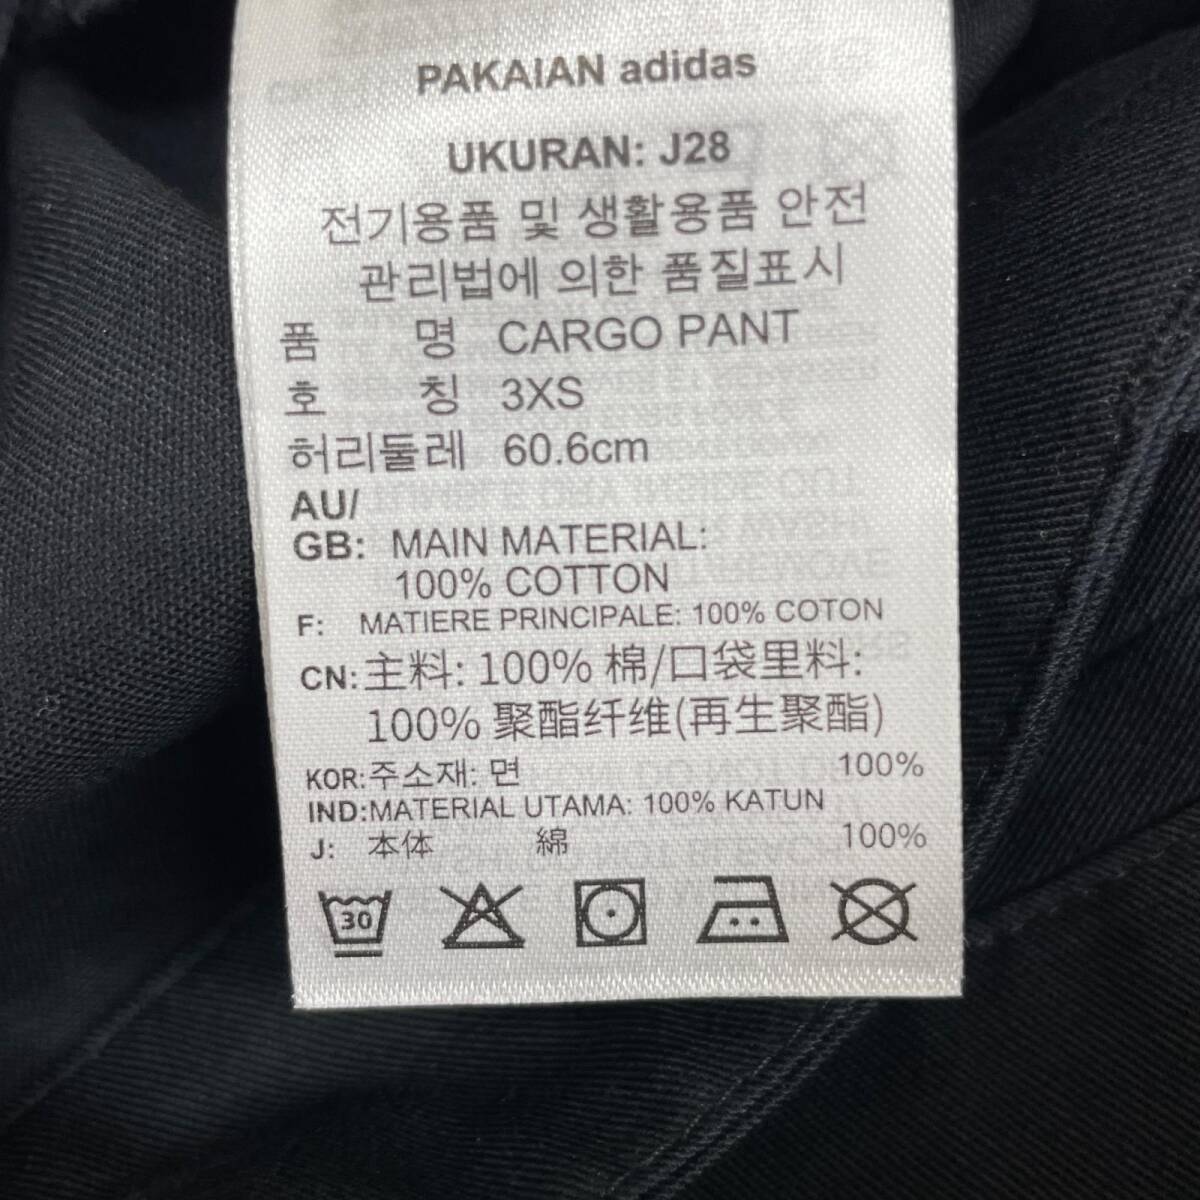 PAKAIAN adidas
UKURAN: J28
전기용품 및 생활용품 안전
관리법에 의한 품질표시
품 명 CARGO PANT
호 칭 3XS
허리둘레 60.6cm
AU/
GB: MAIN MATERIAL:
100% COTTON
F: MATIERE PRINCIPALE: 100% COTON
CN: 主料: 100% 棉/口袋里料:
100% 聚酯纤维(再生聚酯)
KOR: 주소재: 면 100%
IND: MATERIAL UTAMA: 100% KATUN
J: 本体 綿 100%
30